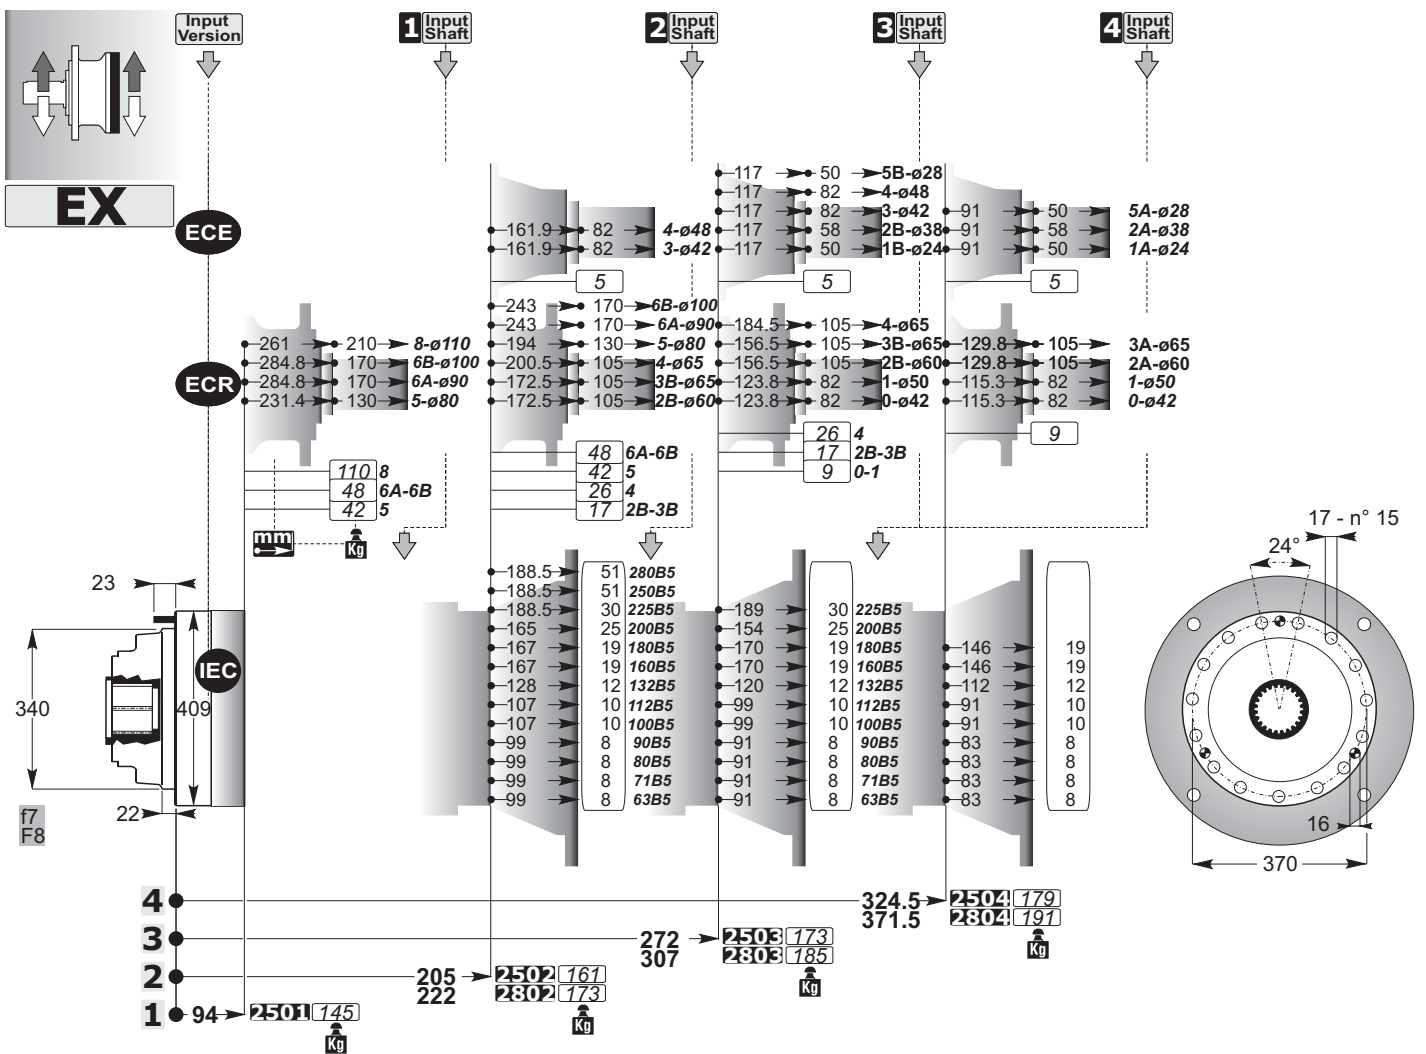 Input Version
1 Input Shaft
2 Input Shaft
3 Input Shaft
4 Input Shaft
EX
ECE
117 50 5B-ø28
117 82 4-ø48
117 82 3-ø42 91 50 5A-ø28
161.9 82 4-ø48 117 58 2B-ø38 91 58 2A-ø38
161.9 82 3-ø42 117 50 1B-ø24 91 50 1A-ø24
5 5 5
ECR
243 170 6B-ø100
243 170 6A-ø90 184.5 105 4-ø65
261 210 8-ø110 194 130 5-ø80 156.5 105 3B-ø65 129.8 105 3A-ø65
284.8 170 6B-ø100 200.5 105 4-ø65 156.5 105 2B-ø60 129.8 105 2A-ø60
284.8 170 6A-ø90 172.5 105 3B-ø65 123.8 82 1-ø50 115.3 82 1-ø50
231.4 130 5-ø80 172.5 105 2B-ø60 123.8 82 0-ø42 115.3 82 0-ø42
26 4 9
48 6A-6B 17 2B-3B
110 8 42 5 9 0-1
48 6A-6B 26 4
42 5 17 2B-3B
mm Kg
IEC
188.5 51 280B5
188.5 51 250B5
188.5 30 225B5 189 30 225B5
165 25 200B5 154 25 200B5
167 19 180B5 170 19 180B5 146 19
167 19 160B5 170 19 160B5 146 19
128 12 132B5 120 12 132B5 112 12
107 10 112B5 99 10 112B5 91 10
107 10 100B5 99 10 100B5 91 10
99 8 90B5 91 8 90B5 83 8
99 8 80B5 91 8 80B5 83 8
99 8 71B5 91 8 71B5 83 8
99 8 63B5 91 8 63B5 83 8
23
340
409
22
f7
F8
17 - n° 15
24°
16
370
4 324.5 2504 179
371.5 2804 191
Kg
3 272 2503 173
307 2803 185
Kg
2 205 2502 161
222 2802 173
Kg
1 94 2501 145
Kg